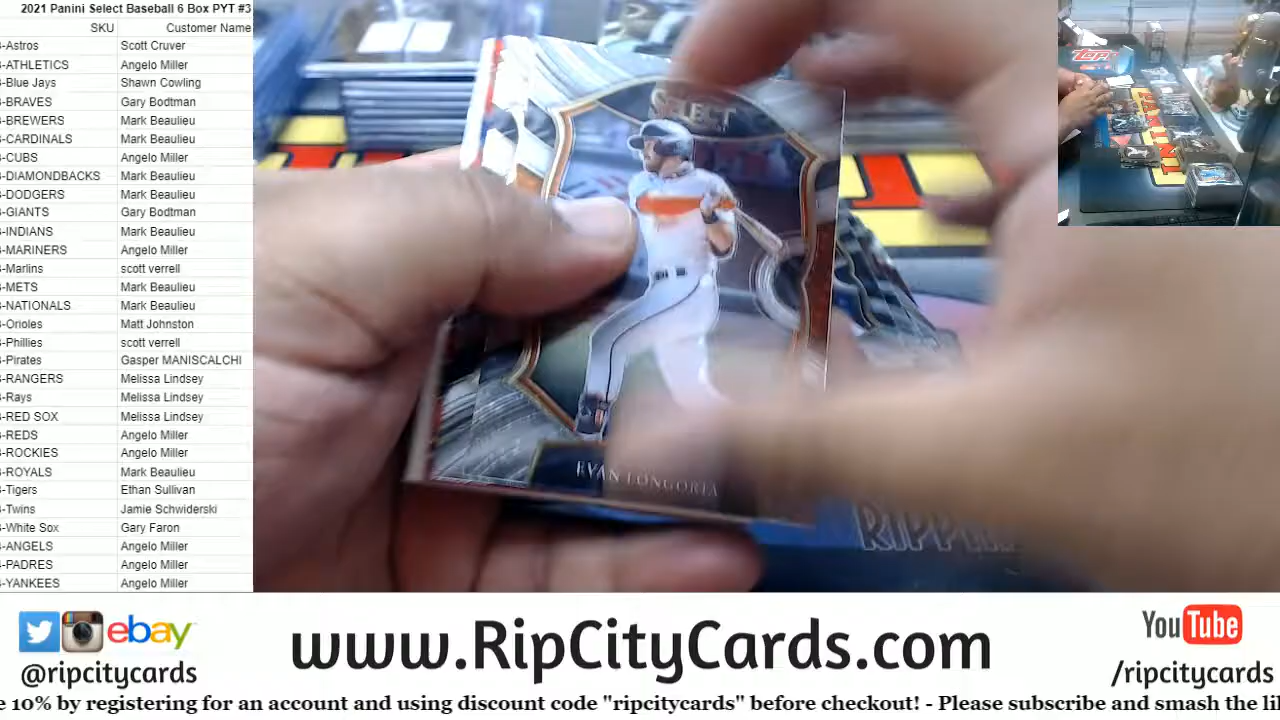 2021 Panini Select Baseball 6 Box PYT #3
SKU Customer Name
-Astros Scott Cruver
-ATHLETICS Angelo Miller
-Blue Jays Shawn Cowling
-BRAVES Gary Bodtman
-BREWERS Mark Beaulieu
-CARDINALS Mark Beaulieu
-CUBS Angelo Miller
-DIAMONDBACKS Mark Beaulieu
-DODGERS Mark Beaulieu
-GIANTS Gary Bodtman
-INDIANS Mark Beaulieu
-MARINERS Angelo Miller
-Marlins scott verrell
-METS Mark Beaulieu
-NATIONALS Mark Beaulieu
-Orioles Matt Johnston
-Phillies scott verrell
-Pirates Gasper MANISCALCHI
-RANGERS Melissa Lindsey
-Rays Melissa Lindsey
-RED SOX Melissa Lindsey
-REDS Angelo Miller
-ROCKIES Angelo Miller
-ROYALS Mark Beaulieu
-Tigers Ethan Sullivan
-Twins Jamie Schwiderski
-White Sox Gary Faron
-ANGELS Angelo Miller
-PADRES Angelo Miller
-YANKEES Angelo Miller
SELECT
EVAN LONGORIA
TOPPS
PANINI
ebay
@ripcitycards
www.RipCityCards.com
YouTube
/ripcitycards
e 10% by registering for an account and using discount code "ripcitycards" before checkout! - Please subscribe and smash the li